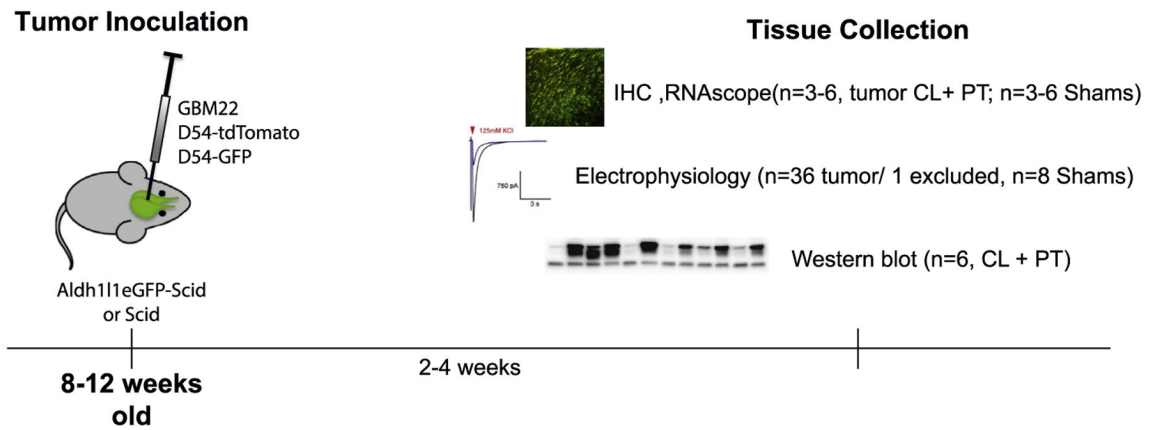 Tumor Inoculation
GBM22
D54-tdTomato
D54-GFP
Aldh1l1eGFP-Scid
or Scid
8-12 weeks
old
2-4 weeks
Tissue Collection
IHC ,RNAscope(n=3-6, tumor CL+ PT; n=3-6 Shams)
125mM KCl
750 pA
3 s
Electrophysiology (n=36 tumor/ 1 excluded, n=8 Shams)
Western blot (n=6, CL + PT)